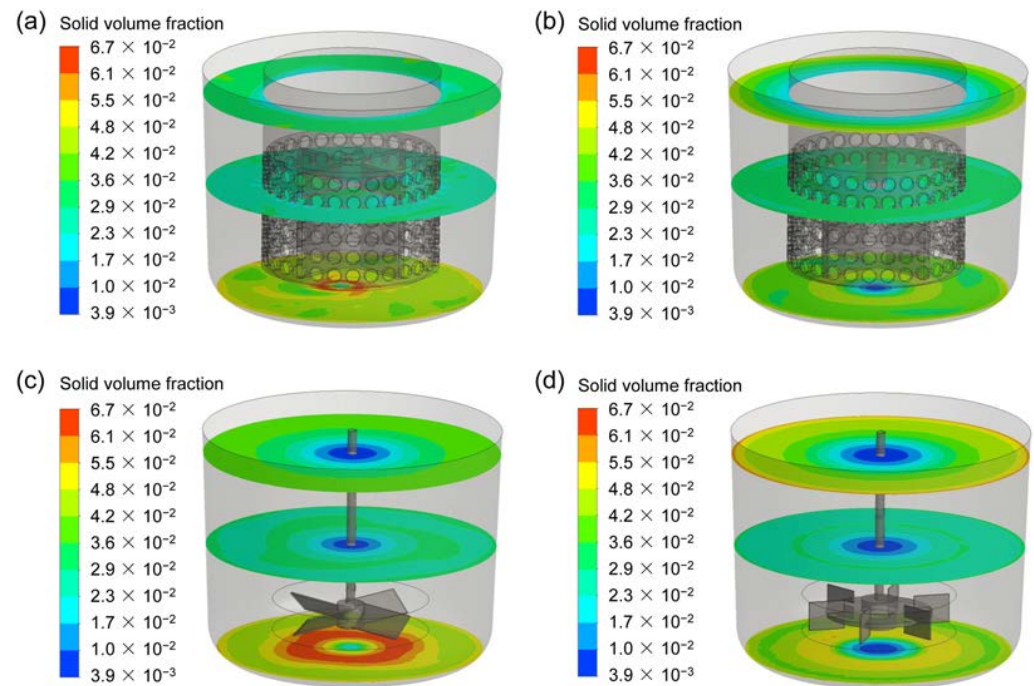 (a) Solid volume fraction
6.7 × 10⁻²
6.1 × 10⁻²
5.5 × 10⁻²
4.8 × 10⁻²
4.2 × 10⁻²
3.6 × 10⁻²
2.9 × 10⁻²
2.3 × 10⁻²
1.7 × 10⁻²
1.0 × 10⁻²
3.9 × 10⁻³
(b) Solid volume fraction
6.7 × 10⁻²
6.1 × 10⁻²
5.5 × 10⁻²
4.8 × 10⁻²
4.2 × 10⁻²
3.6 × 10⁻²
2.9 × 10⁻²
2.3 × 10⁻²
1.7 × 10⁻²
1.0 × 10⁻²
3.9 × 10⁻³
(c) Solid volume fraction
6.7 × 10⁻²
6.1 × 10⁻²
5.5 × 10⁻²
4.8 × 10⁻²
4.2 × 10⁻²
3.6 × 10⁻²
2.9 × 10⁻²
2.3 × 10⁻²
1.7 × 10⁻²
1.0 × 10⁻²
3.9 × 10⁻³
(d) Solid volume fraction
6.7 × 10⁻²
6.1 × 10⁻²
5.5 × 10⁻²
4.8 × 10⁻²
4.2 × 10⁻²
3.6 × 10⁻²
2.9 × 10⁻²
2.3 × 10⁻²
1.7 × 10⁻²
1.0 × 10⁻²
3.9 × 10⁻³